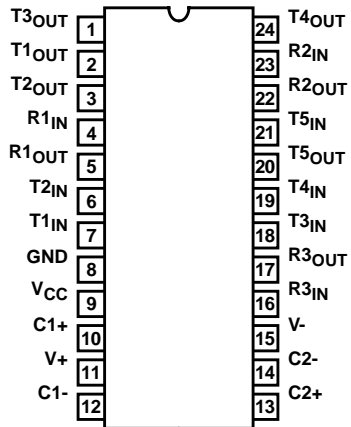 T3OUT 1 24 T4OUT
T1OUT 2 23 R2IN
T2OUT 3 22 R2OUT
R1IN 4 21 T5IN
R1OUT 5 20 T5OUT
T2IN 6 19 T4IN
T1IN 7 18 T3IN
GND 8 17 R3OUT
VCC 9 16 R3IN
C1+ 10 15 V-
V+ 11 14 C2-
C1- 12 13 C2+